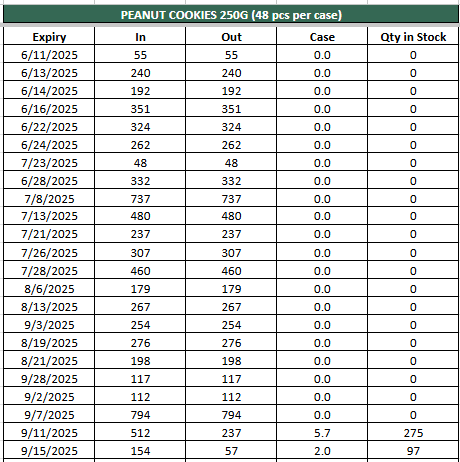 PEANUT COOKIES 250G (48 pcs per case)
Expiry In Out Case Qty in Stock
6/11/2025 55 55 0.0 0
6/13/2025 240 240 0.0 0
6/14/2025 192 192 0.0 0
6/16/2025 351 351 0.0 0
6/22/2025 324 324 0.0 0
6/24/2025 262 262 0.0 0
7/23/2025 48 48 0.0 0
6/28/2025 332 332 0.0 0
7/8/2025 737 737 0.0 0
7/13/2025 480 480 0.0 0
7/21/2025 237 237 0.0 0
7/26/2025 307 307 0.0 0
7/28/2025 460 460 0.0 0
8/6/2025 179 179 0.0 0
8/13/2025 267 267 0.0 0
9/3/2025 254 254 0.0 0
8/19/2025 276 276 0.0 0
8/21/2025 198 198 0.0 0
9/28/2025 117 117 0.0 0
9/2/2025 112 112 0.0 0
9/7/2025 794 794 0.0 0
9/11/2025 512 237 5.7 275
9/15/2025 154 57 2.0 97